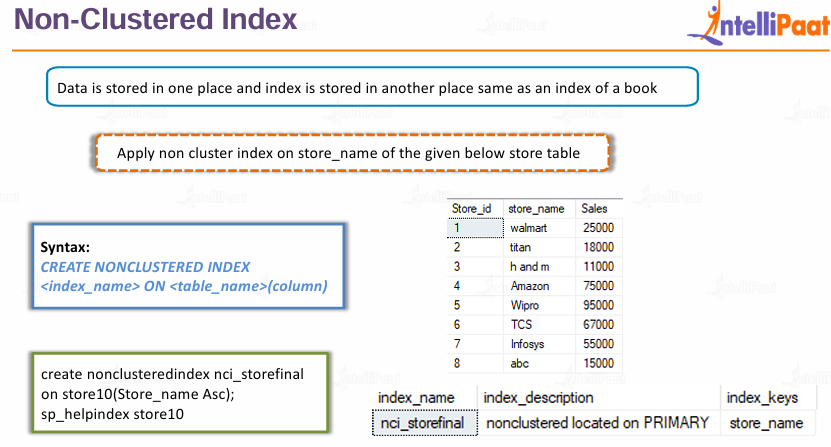 Non-Clustered Index
IntelliPaat
Data is stored in one place and index is stored in another place same as an index of a book
Apply non cluster index on store_name of the given below store table
Syntax:
CREATE NONCLUSTERED INDEX
<index_name> ON <table_name>(column)
Store_id store_name Sales
1 walmart 25000
2 titan 18000
3 h and m 11000
4 Amazon 75000
5 Wipro 95000
6 TCS 67000
7 Infosys 55000
8 abc 15000
create nonclusteredindex nci_storefinal
on store10(Store_name Asc);
sp_helpindex store10
index_name index_description index_keys
nci_storefinal nonclustered located on PRIMARY store_name